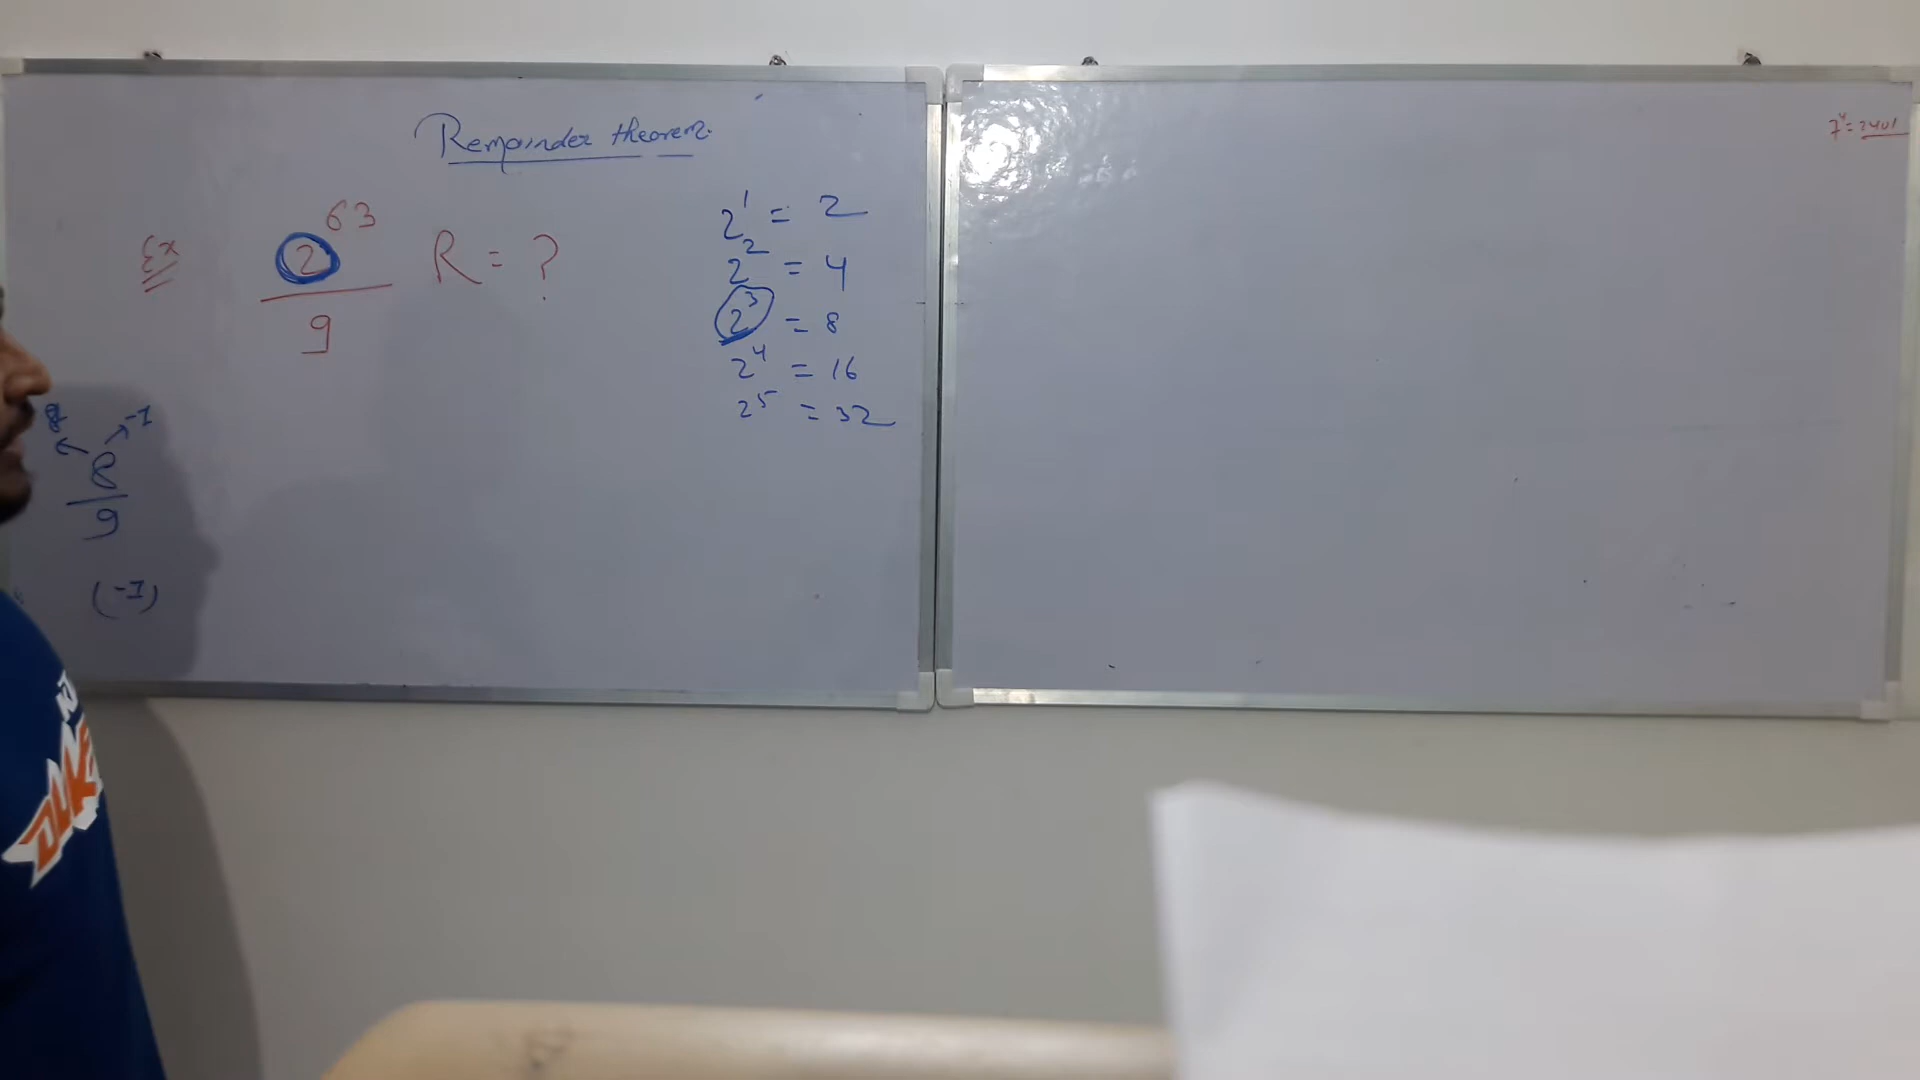 Remainder theorem.
Ex 2^63 / 9 R = ?
2^1 = 2
2^2 = 4
2^3 = 8
2^4 = 16
2^5 = 32
8 -1
8 / 9
(-1)
7^4 = 2401
DUKE